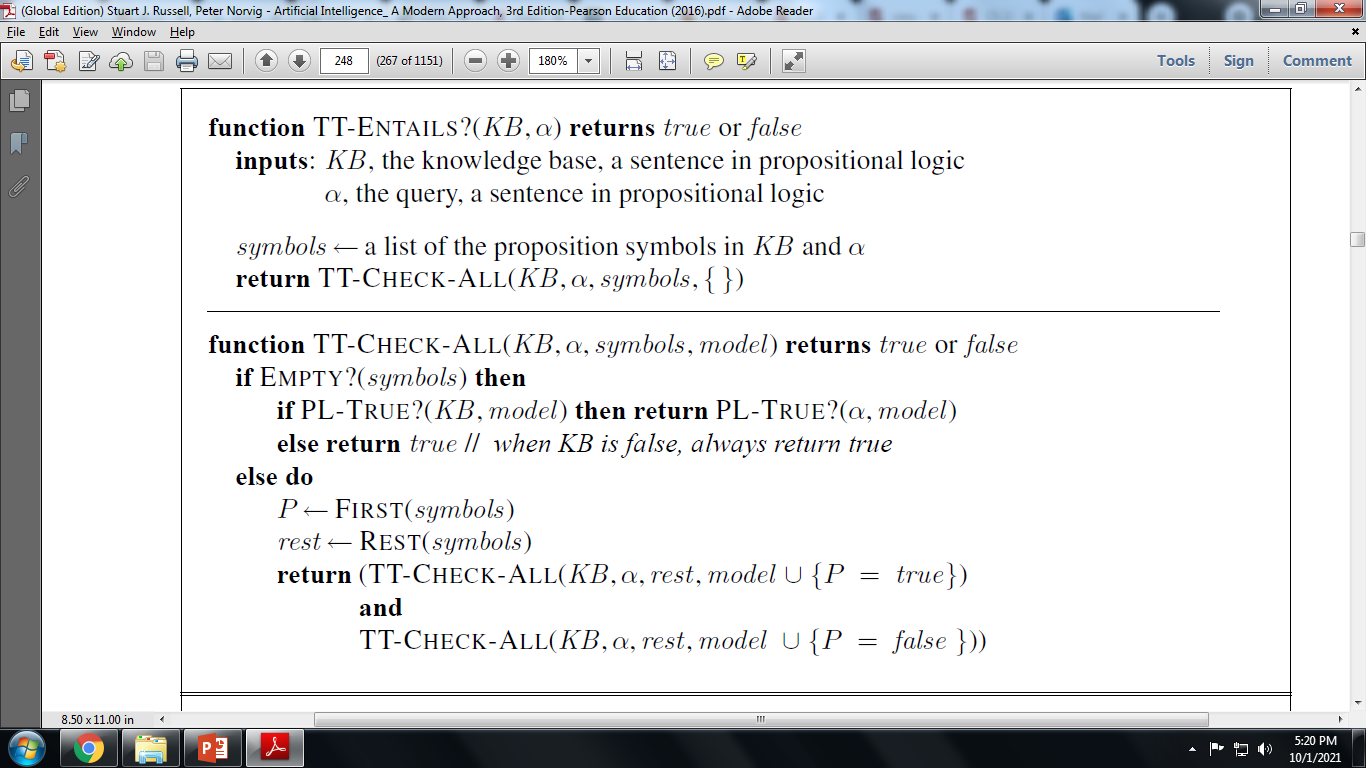 (Global Edition) Stuart J. Russell, Peter Norvig - Artificial Intelligence_ A Modern Approach, 3rd Edition-Pearson Education (2016).pdf - Adobe Reader
File Edit View Window Help
248 (267 of 1151) 180% Tools Sign Comment
function TT-ENTAILS?(KB, α) returns true or false
inputs: KB, the knowledge base, a sentence in propositional logic
α, the query, a sentence in propositional logic
symbols ← a list of the proposition symbols in KB and α
return TT-CHECK-ALL(KB, α, symbols, { })
function TT-CHECK-ALL(KB, α, symbols, model) returns true or false
if EMPTY?(symbols) then
if PL-TRUE?(KB, model) then return PL-TRUE?(α, model)
else return true // when KB is false, always return true
else do
P ← FIRST(symbols)
rest ← REST(symbols)
return (TT-CHECK-ALL(KB, α, rest, model ∪ {P = true})
and
TT-CHECK-ALL(KB, α, rest, model ∪ {P = false }))
8.50 x 11.00 in
5:20 PM
10/1/2021